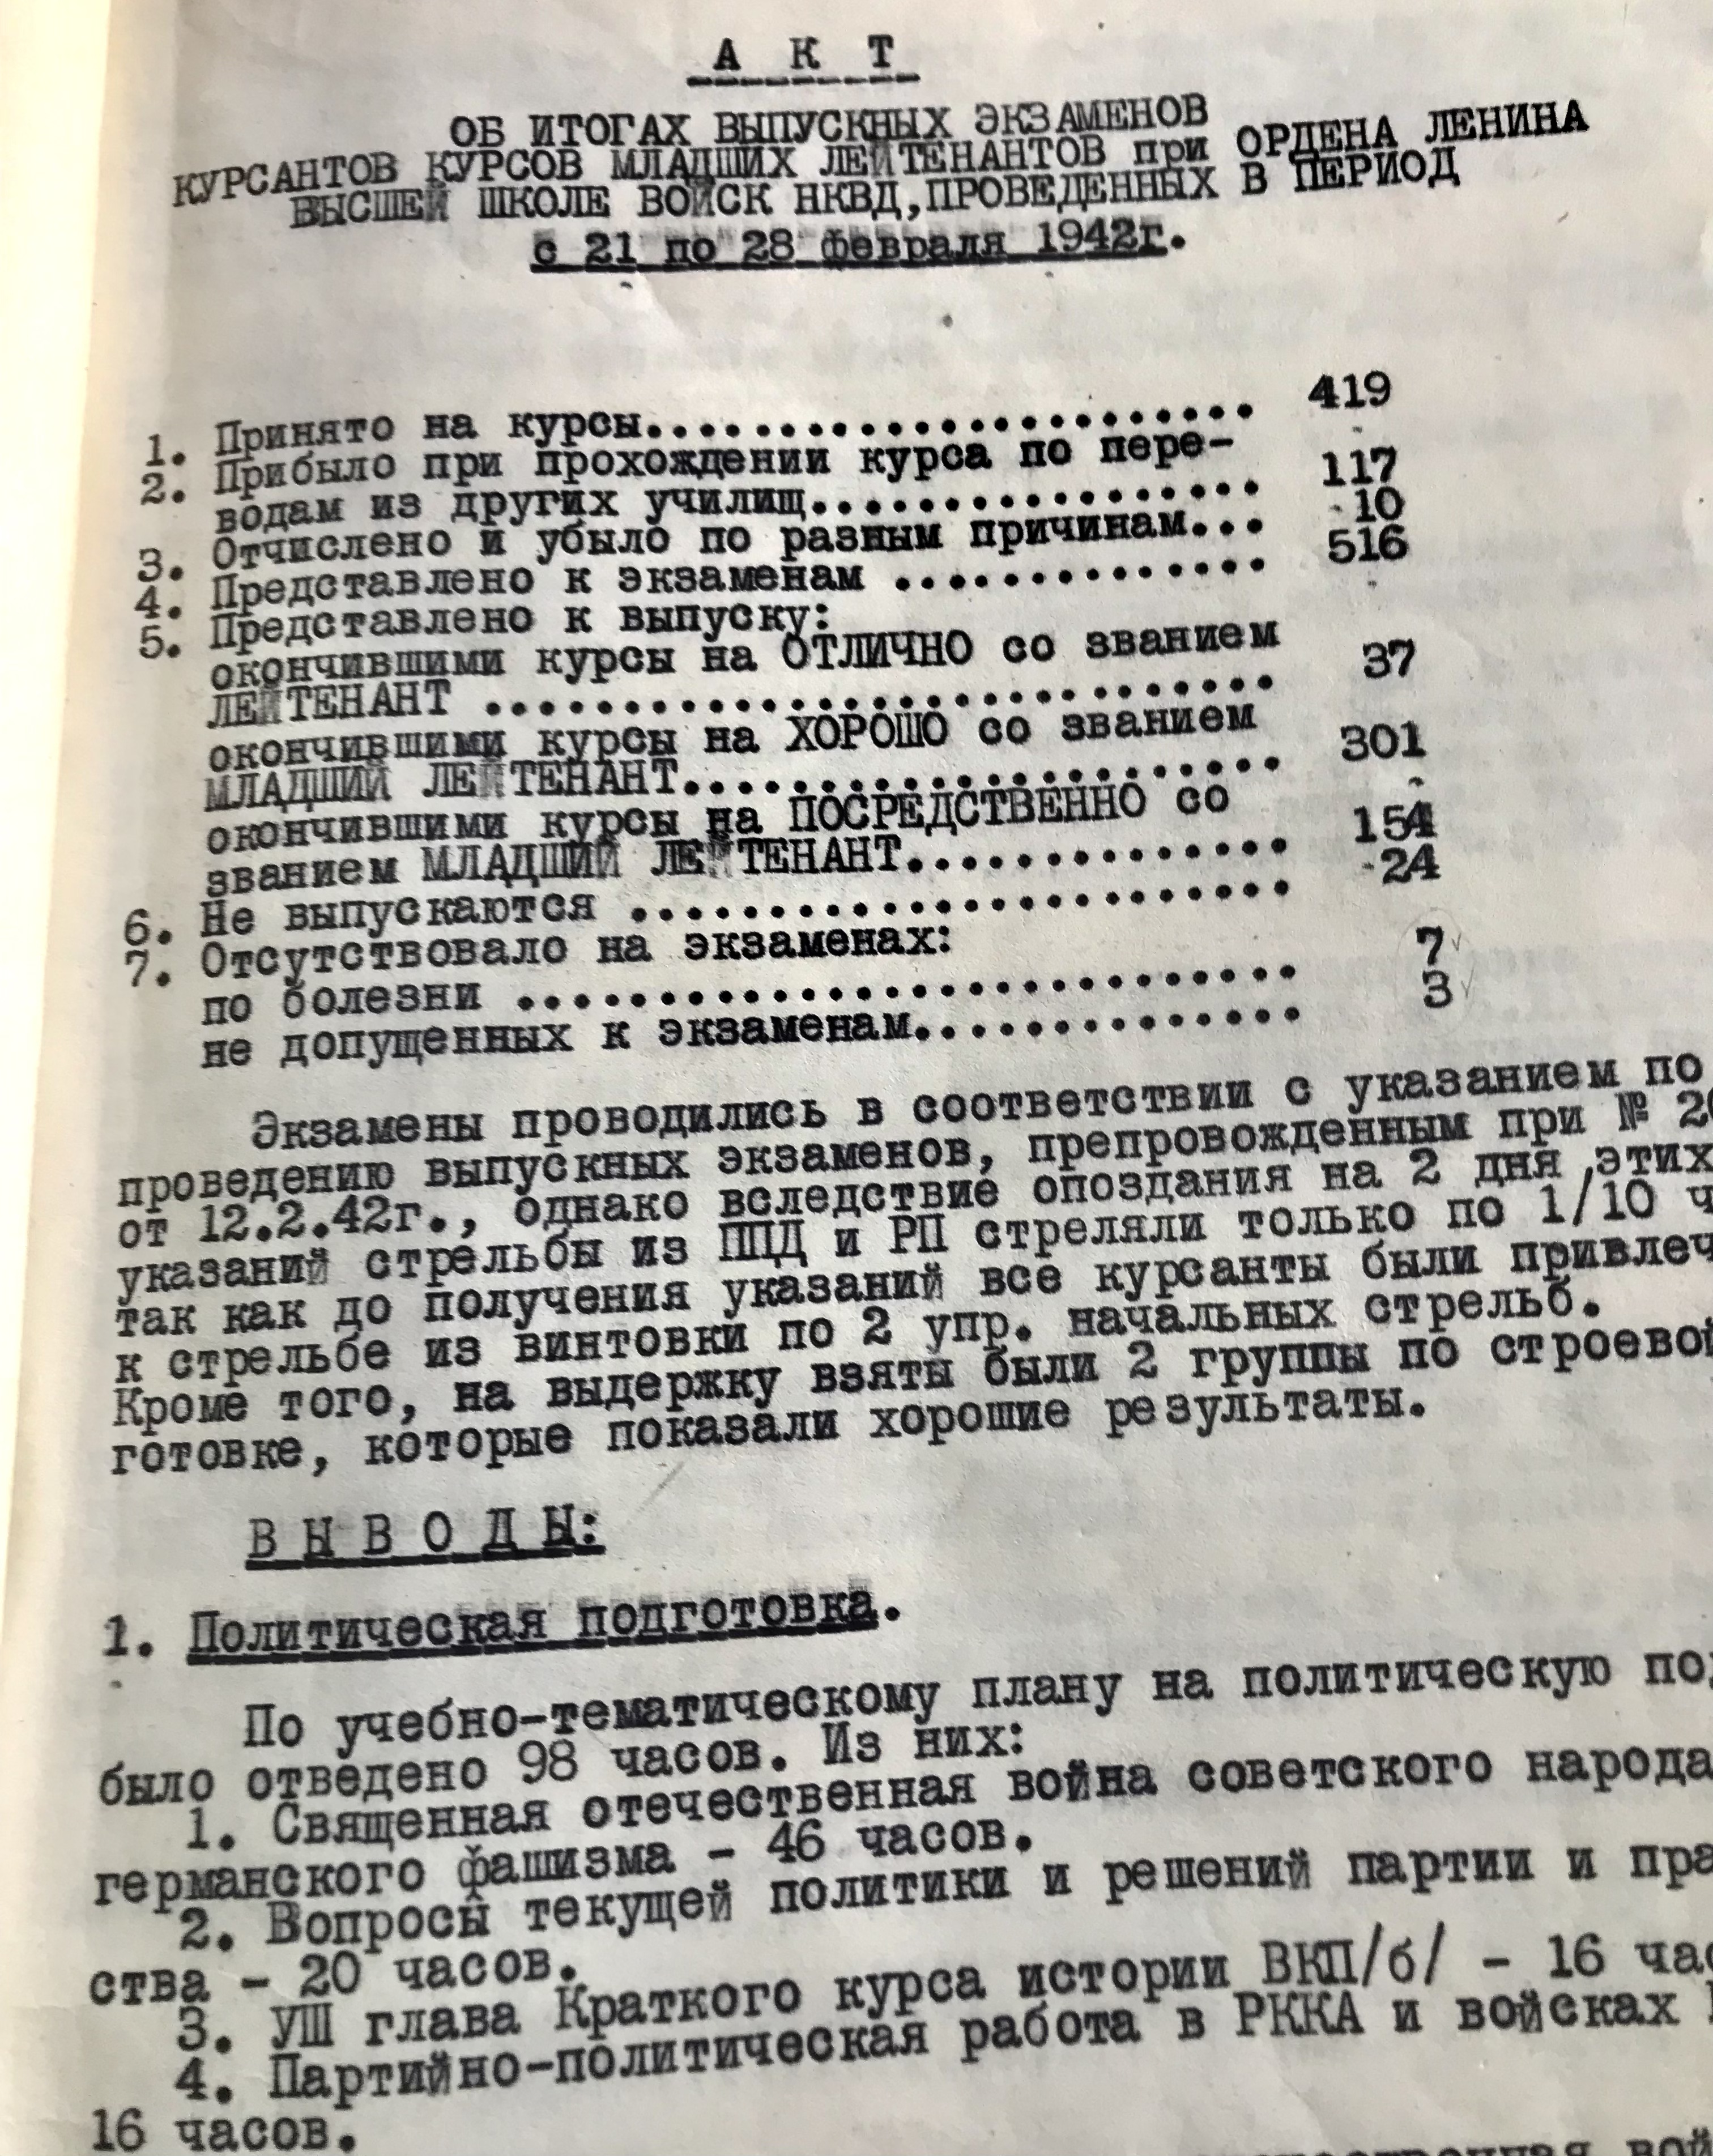 А К Т
ОБ ИТОГАХ ВЫПУСКНЫХ ЭКЗАМЕНОВ
КУРСАНТОВ КУРСОВ МЛАДШИХ ЛЕЙТЕНАНТОВ при ОРДЕНА ЛЕНИНА
ВЫСШЕЙ ШКОЛЕ ВОЙСК НКВД,ПРОВЕДЕННЫХ В ПЕРИОД
с 21 по 28 февраля 1942г.
1. Принято на курсы....................... 419
2. Прибыло при прохождении курса по пере-
водам из других училищ................. 117
3. Отчислено и убыло по разным причинам... 10
4. Представлено к экзаменам .............. 516
5. Представлено к выпуску:
окончившими курсы на ОТЛИЧНО со званием
ЛЕЙТЕНАНТ ............................. 37
окончившими курсы на ХОРОШО со званием
МЛАДШИЙ ЛЕЙТЕНАНТ...................... 301
окончившими курсы на ПОСРЕДСТВЕННО со
званием МЛАДШИЙ ЛЕЙТЕНАНТ.............. 154
6. Не выпускаются ........................ 24
7. Отсутствовало на экзаменах:
по болезни ............................ 7
не допущенных к экзаменам.............. 3
Экзамены проводились в соответствии с указанием по
проведению выпускных экзаменов, препровожденным при №
от 12.2.42г., однако вследствие опоздания на 2 дня этих
указаний стрельбы из ППД и РП стреляли только по 1/10
так как до получения указаний все курсанты были
к стрельбе из винтовки по 2 упр. начальных стрельб.
Кроме того, на выдержку взяты были 2 группы по
готовке, которые показали хорошие результаты.
В Ы В О Д Ы:
1. Политическая подготовка.
По учебно-тематическому плану на политическую
было отведено 98 часов. Из них:
1. Священная отечественная война советского народа
германского фашизма - 46 часов.
2. Вопросы текущей политики и решений партии и
ства - 20 часов.
3. УШ глава Краткого курса истории ВКП/б/ - 16
4. Партийно-политическая работа в РККА и войсках
16 часов.